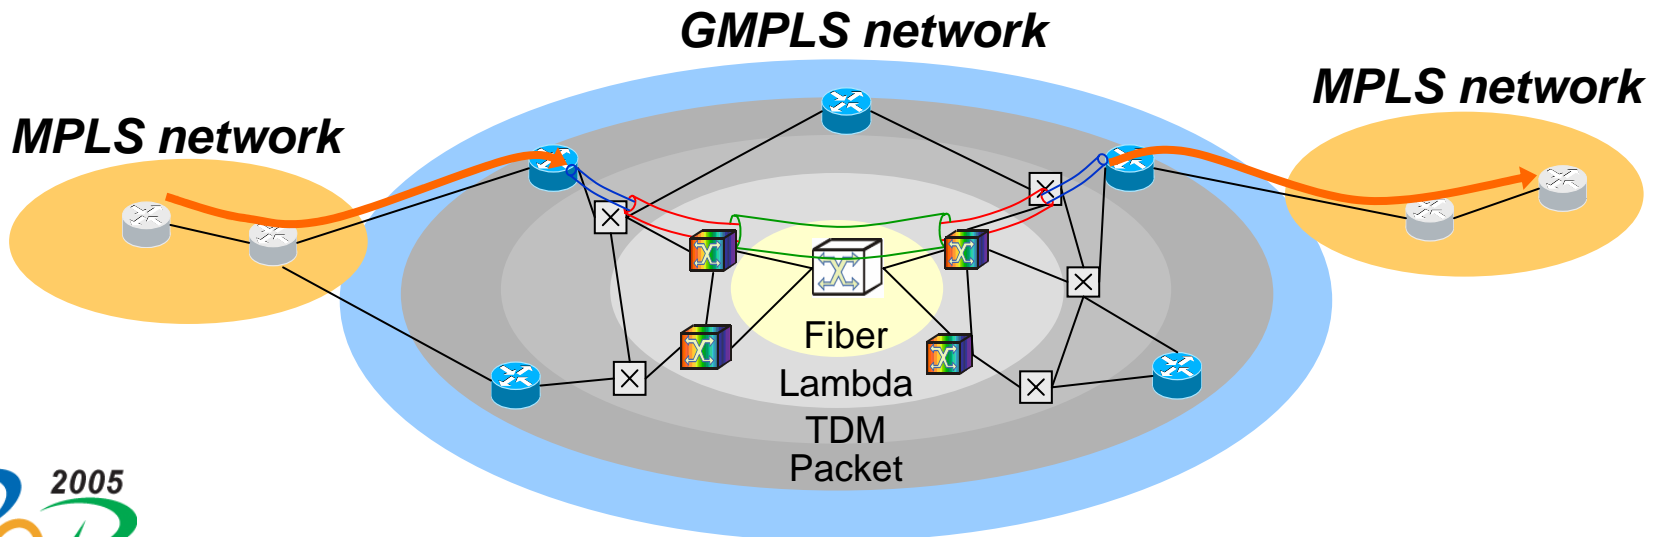 GMPLS network
MPLS network
MPLS network
Fiber
Lambda
TDM
Packet
2005